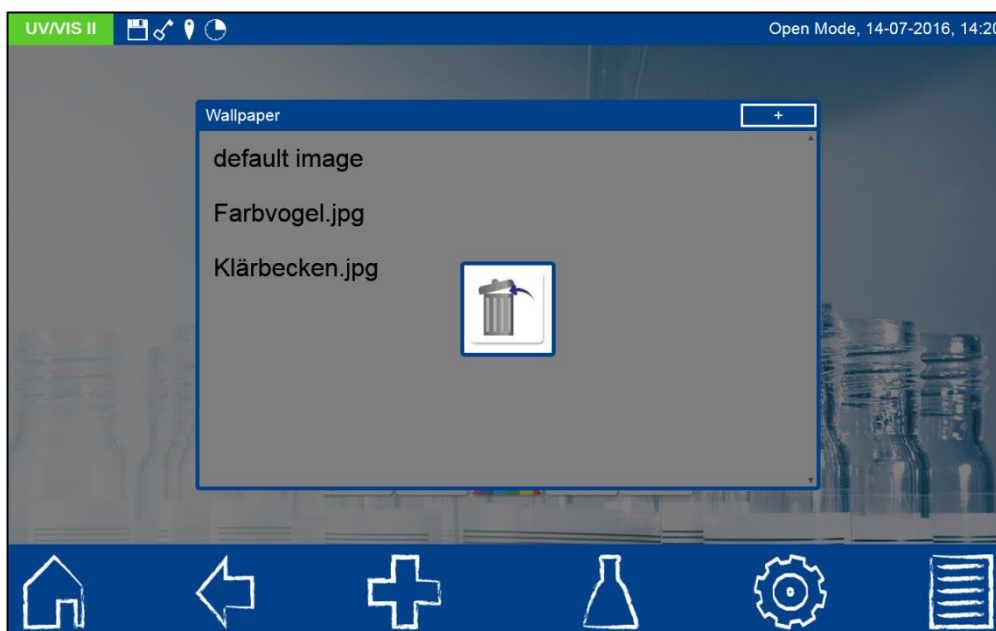 UV/VIS II
Open Mode, 14-07-2016, 14:20
Wallpaper
+
default image
Farbvogel.jpg
Klärbecken.jpg